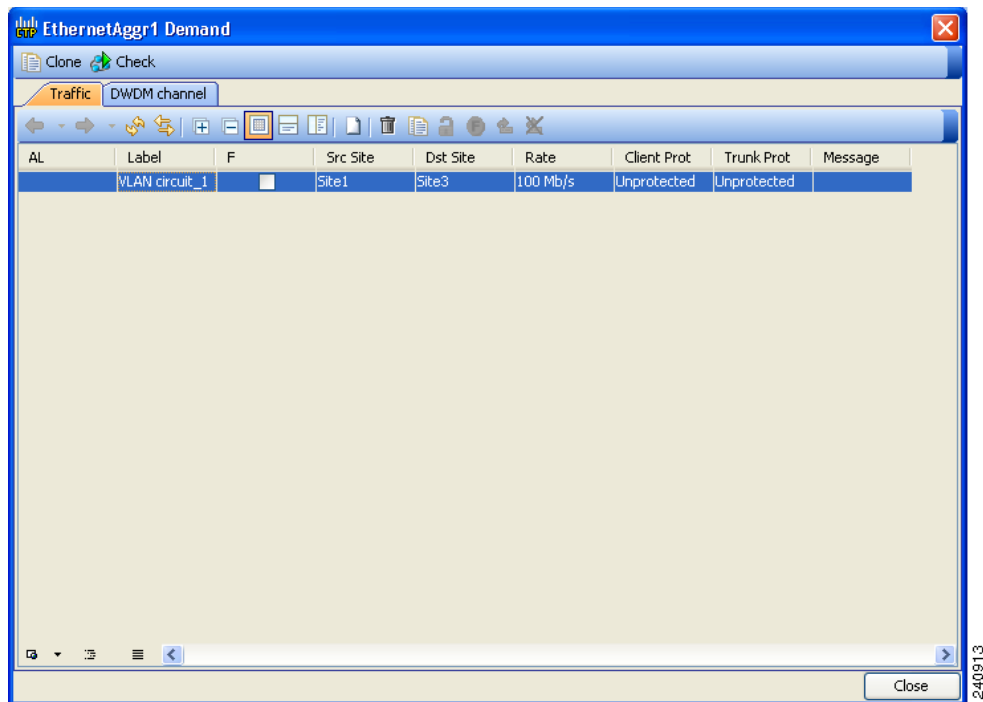 CTP EthernetAggr1 Demand
Clone Check
Traffic DWDM channel
F
AL Label F Src Site Dst Site Rate Client Prot Trunk Prot Message
VLAN circuit_1 Site1 Site3 100 Mb/s Unprotected Unprotected
Close
240913